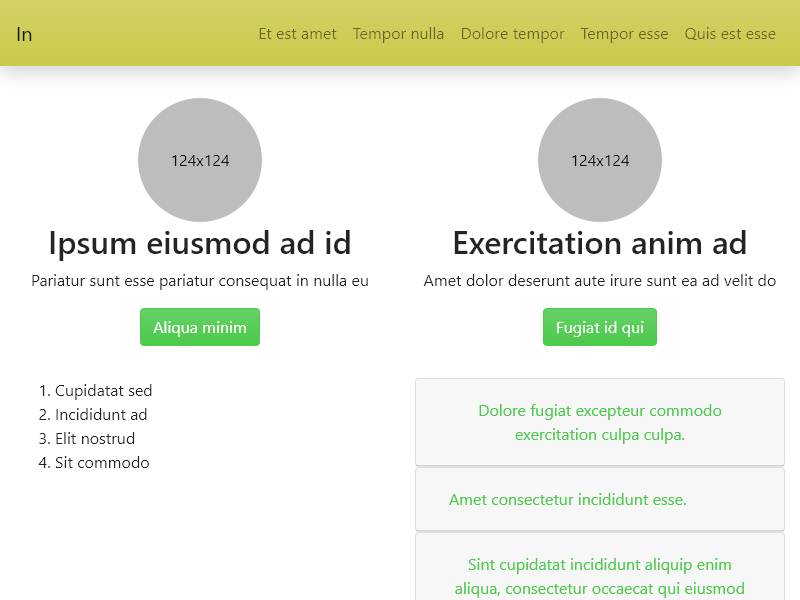 In
Et est amet
Tempor nulla
Dolore tempor
Tempor esse
Quis est esse
124x124
Ipsum eiusmod ad id
Pariatur sunt esse pariatur consequat in nulla eu
Aliqua minim
124x124
Exercitation anim ad
Amet dolor deserunt aute irure sunt ea ad velit do
Fugiat id qui
1. Cupidatat sed
2. Incididunt ad
3. Elit nostrud
4. Sit commodo
Dolore fugiat excepteur commodo
exercitation culpa culpa.
Amet consectetur incididunt esse.
Sint cupidatat incididunt aliquip enim
aliqua, consectetur occaecat qui eiusmod